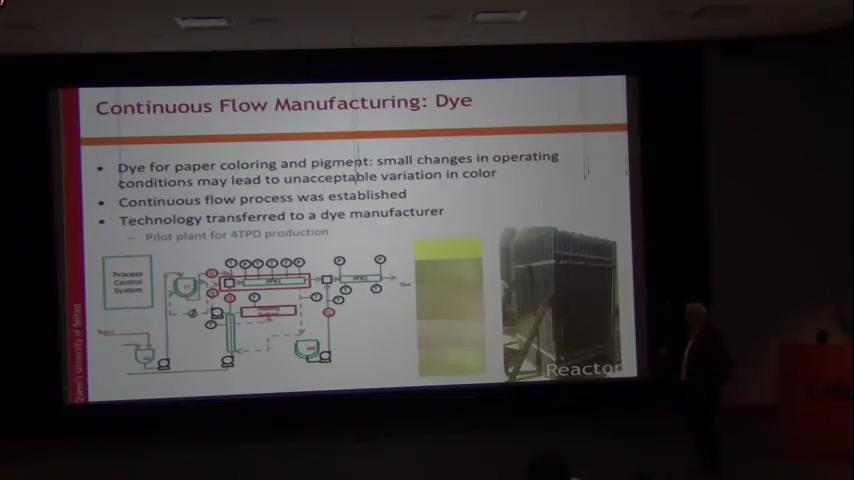 Continuous Flow Manufacturing: Dye
• Dye for paper coloring and pigment: small changes in operating
conditions may lead to unacceptable variation in color
• Continuous flow process was established
• Technology transferred to a dye manufacturer
– Pilot plant for 4TPD production
Process
Control
System
Dye
Reactor
Queen's University of Belfast